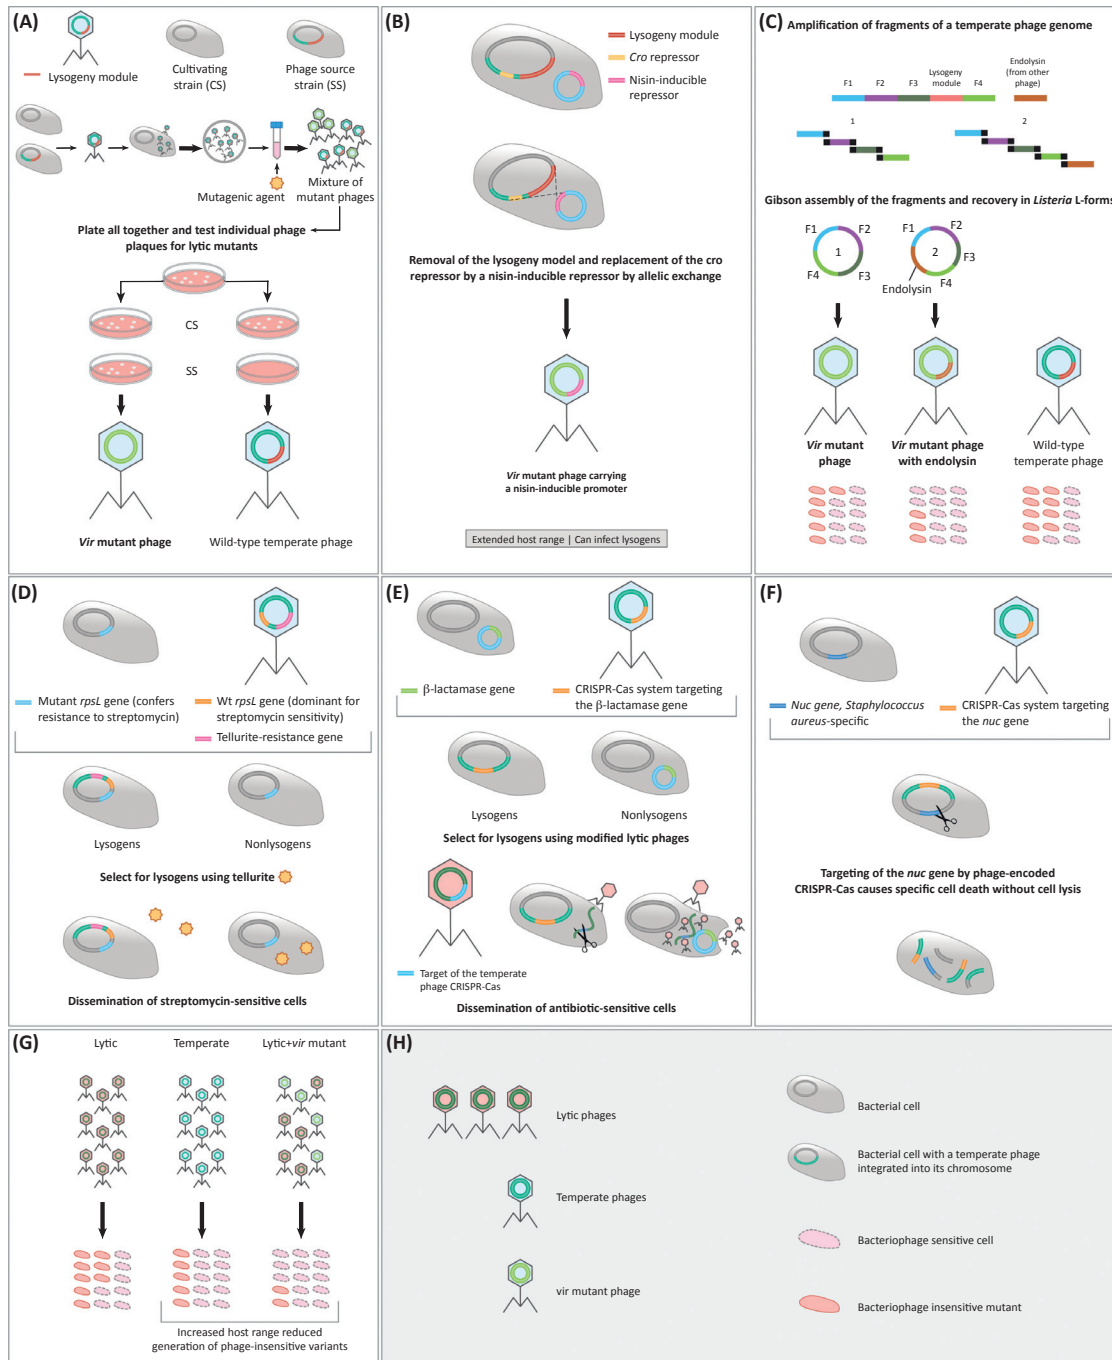 (A)
Lysogeny module
Cultivating
strain (CS)
Phage source
strain (SS)
Mutagenic agent
Mixture of
mutant phages
Plate all together and test individual phage
plaques for lytic mutants
CS
SS
Vir mutant phage
Wild-type temperate phage
(B)
Lysogeny module
Cro repressor
Nisin-inducible
repressor
Removal of the lysogeny model and replacement of the cro
repressor by a nisin-inducible repressor by allelic exchange
Vir mutant phage carrying
a nisin-inducible promoter
Extended host range | Can infect lysogens
(C)
Amplification of fragments of a temperate phage genome
F1
F2
F3
Lysogeny
module
F4
Endolysin
(from other
phage)
1
2
Gibson assembly of the fragments and recovery in Listeria L-forms
F1
F2
1
F4
F3
F1
F2
2
F3
Endolysin
F4
Vir mutant
phage
Vir mutant phage
with endolysin
Wild-type
temperate phage
(D)
Mutant rpsL gene (confers
resistance to streptomycin)
Wt rpsL gene (dominant for
streptomycin sensitivity)
Tellurite-resistance gene
Lysogens
Nonlysogens
Select for lysogens using tellurite
Dissemination of streptomycin-sensitive cells
(E)
β-lactamase gene
CRISPR-Cas system targeting
the β-lactamase gene
Lysogens
Nonlysogens
Select for lysogens using modified lytic phages
Target of the temperate
phage CRISPR-Cas
Dissemination of antibiotic-sensitive cells
(F)
Nuc gene, Staphylococcus
aureus-specific
CRISPR-Cas system targeting
the nuc gene
Targeting of the nuc gene by phage-encoded
CRISPR-Cas causes specific cell death without cell lysis
(G)
Lytic
Temperate
Lytic+vir mutant
Increased host range reduced
generation of phage-insensitive variants
(H)
Lytic phages
Temperate phages
vir mutant phage
Bacterial cell
Bacterial cell with a temperate phage
integrated into its chromosome
Bacteriophage sensitive cell
Bacteriophage insensitive mutant